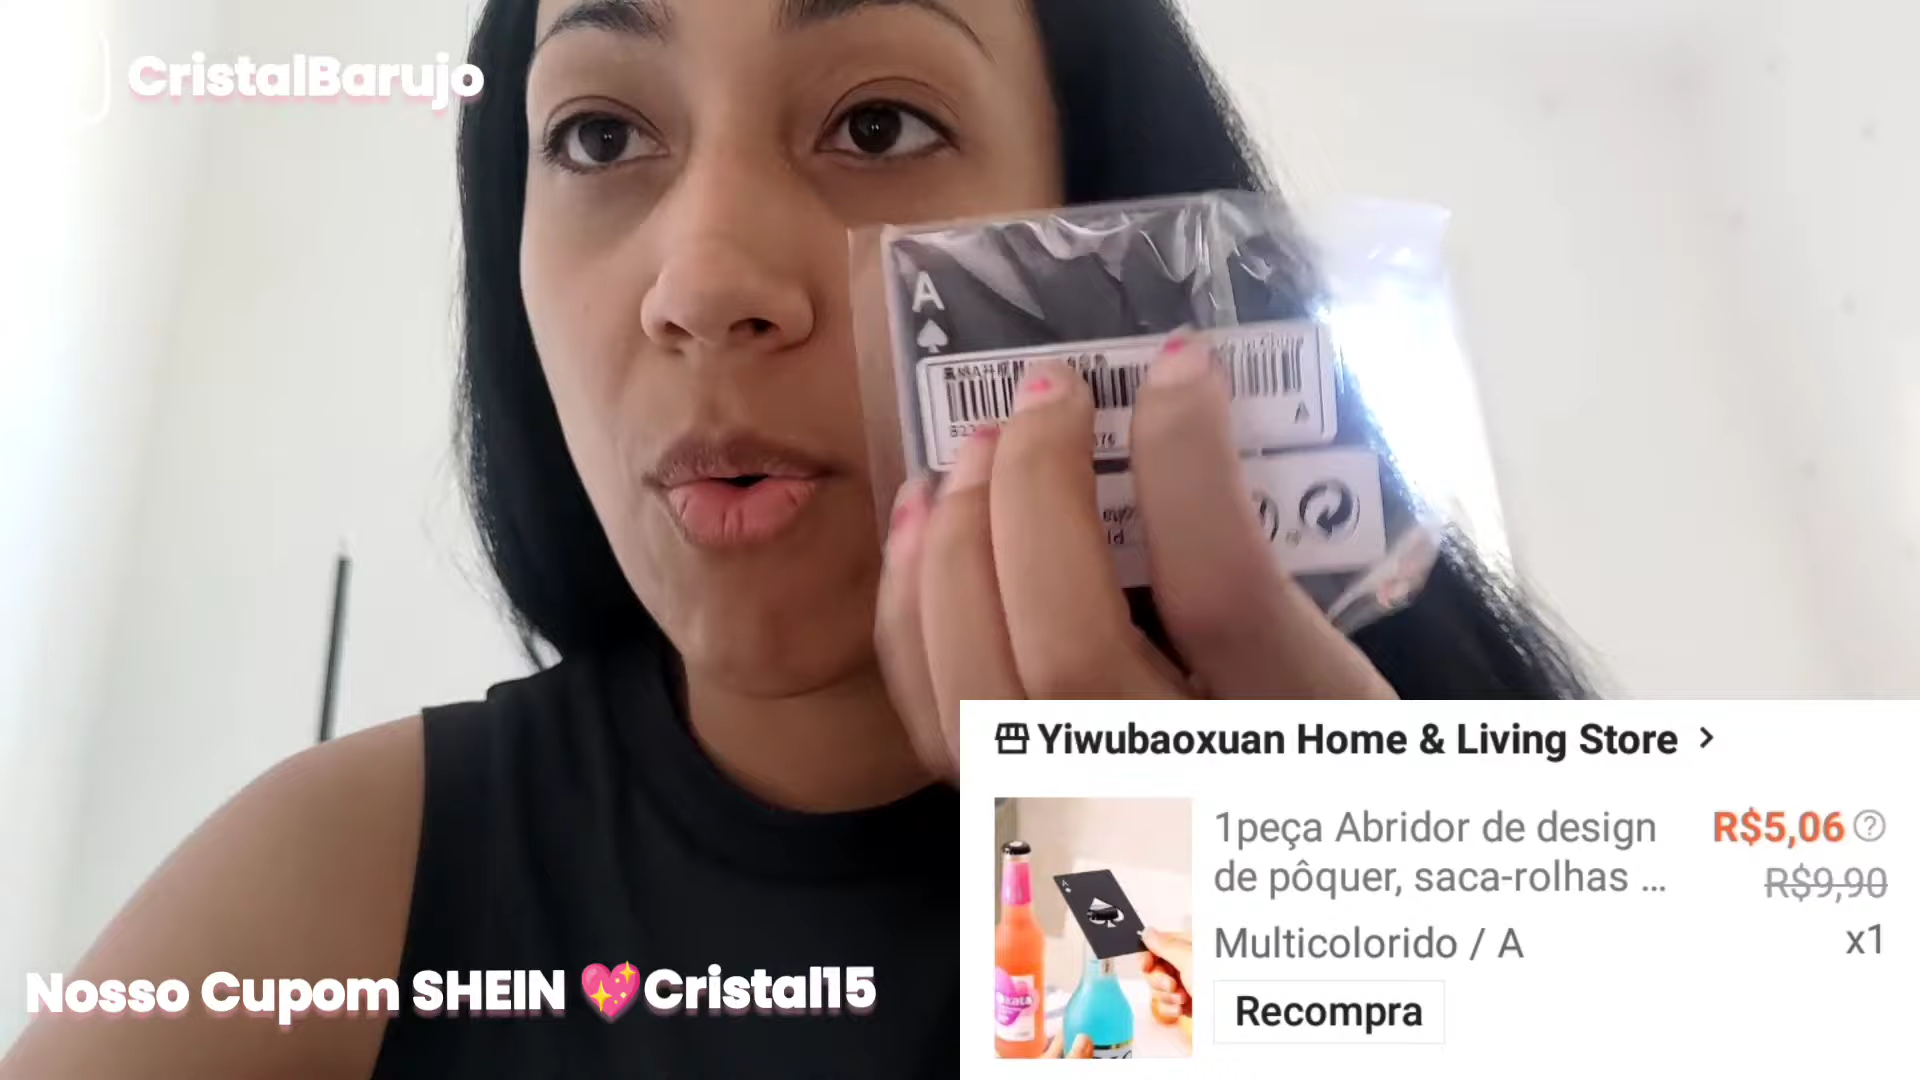 CristalBarujo
A
A
Nosso Cupom SHEIN 💖Cristal15
Yiwubaoxuan Home & Living Store >
1peça Abridor de design R$5,06
de pôquer, saca-rolhas ... R$9,90
Multicolorido / A x1
Recompra